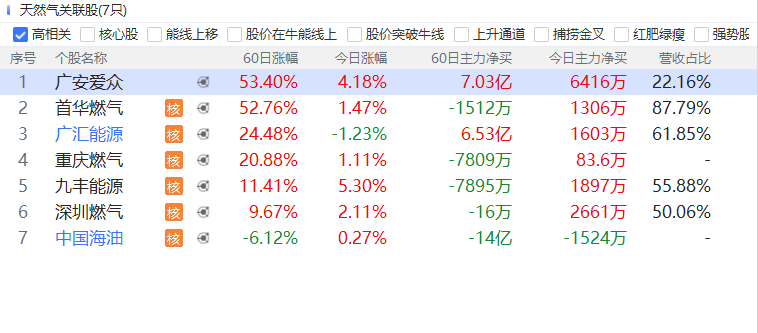 天然气关联股(7只)
高相关 核心股 能线上移 股价在牛能线上 股价突破牛线 上升通道 捕捞金叉 红肥绿瘦 强势股
序号 个股名称 60日涨幅 今日涨幅 60日主力净买 今日主力净买 营收占比
1 广安爱众 53.40% 4.18% 7.03亿 6416万 22.16%
2 首华燃气 核 52.76% 1.47% -1512万 1306万 87.79%
3 广汇能源 核 24.48% -1.23% 6.53亿 1603万 61.85%
4 重庆燃气 核 20.88% 1.11% -7809万 83.6万 -
5 九丰能源 核 11.41% 5.30% -7895万 1897万 55.88%
6 深圳燃气 核 9.67% 2.11% -16万 2661万 50.06%
7 中国海油 核 -6.12% 0.27% -14亿 -1524万 -